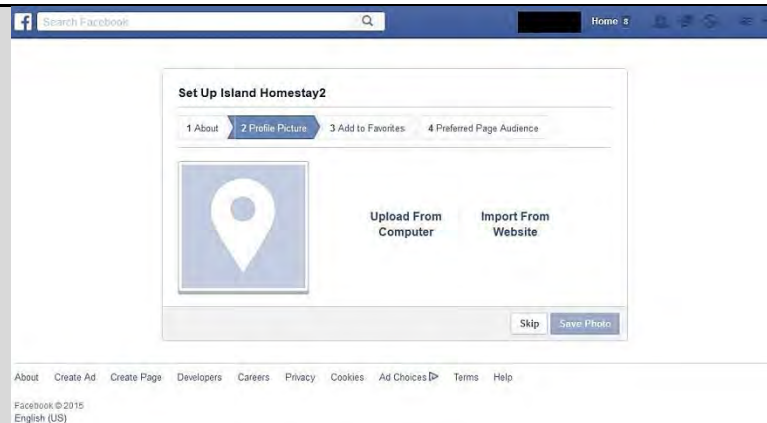 f Search Facebook Home 8
Set Up Island Homestay2
1 About 2 Profile Picture 3 Add to Favorites 4 Preferred Page Audience
Upload From Import From
Computer Website
Skip Save Photo
About Create Ad Create Page Developers Careers Privacy Cookies Ad Choices Terms Help
Facebook © 2015
English (US)